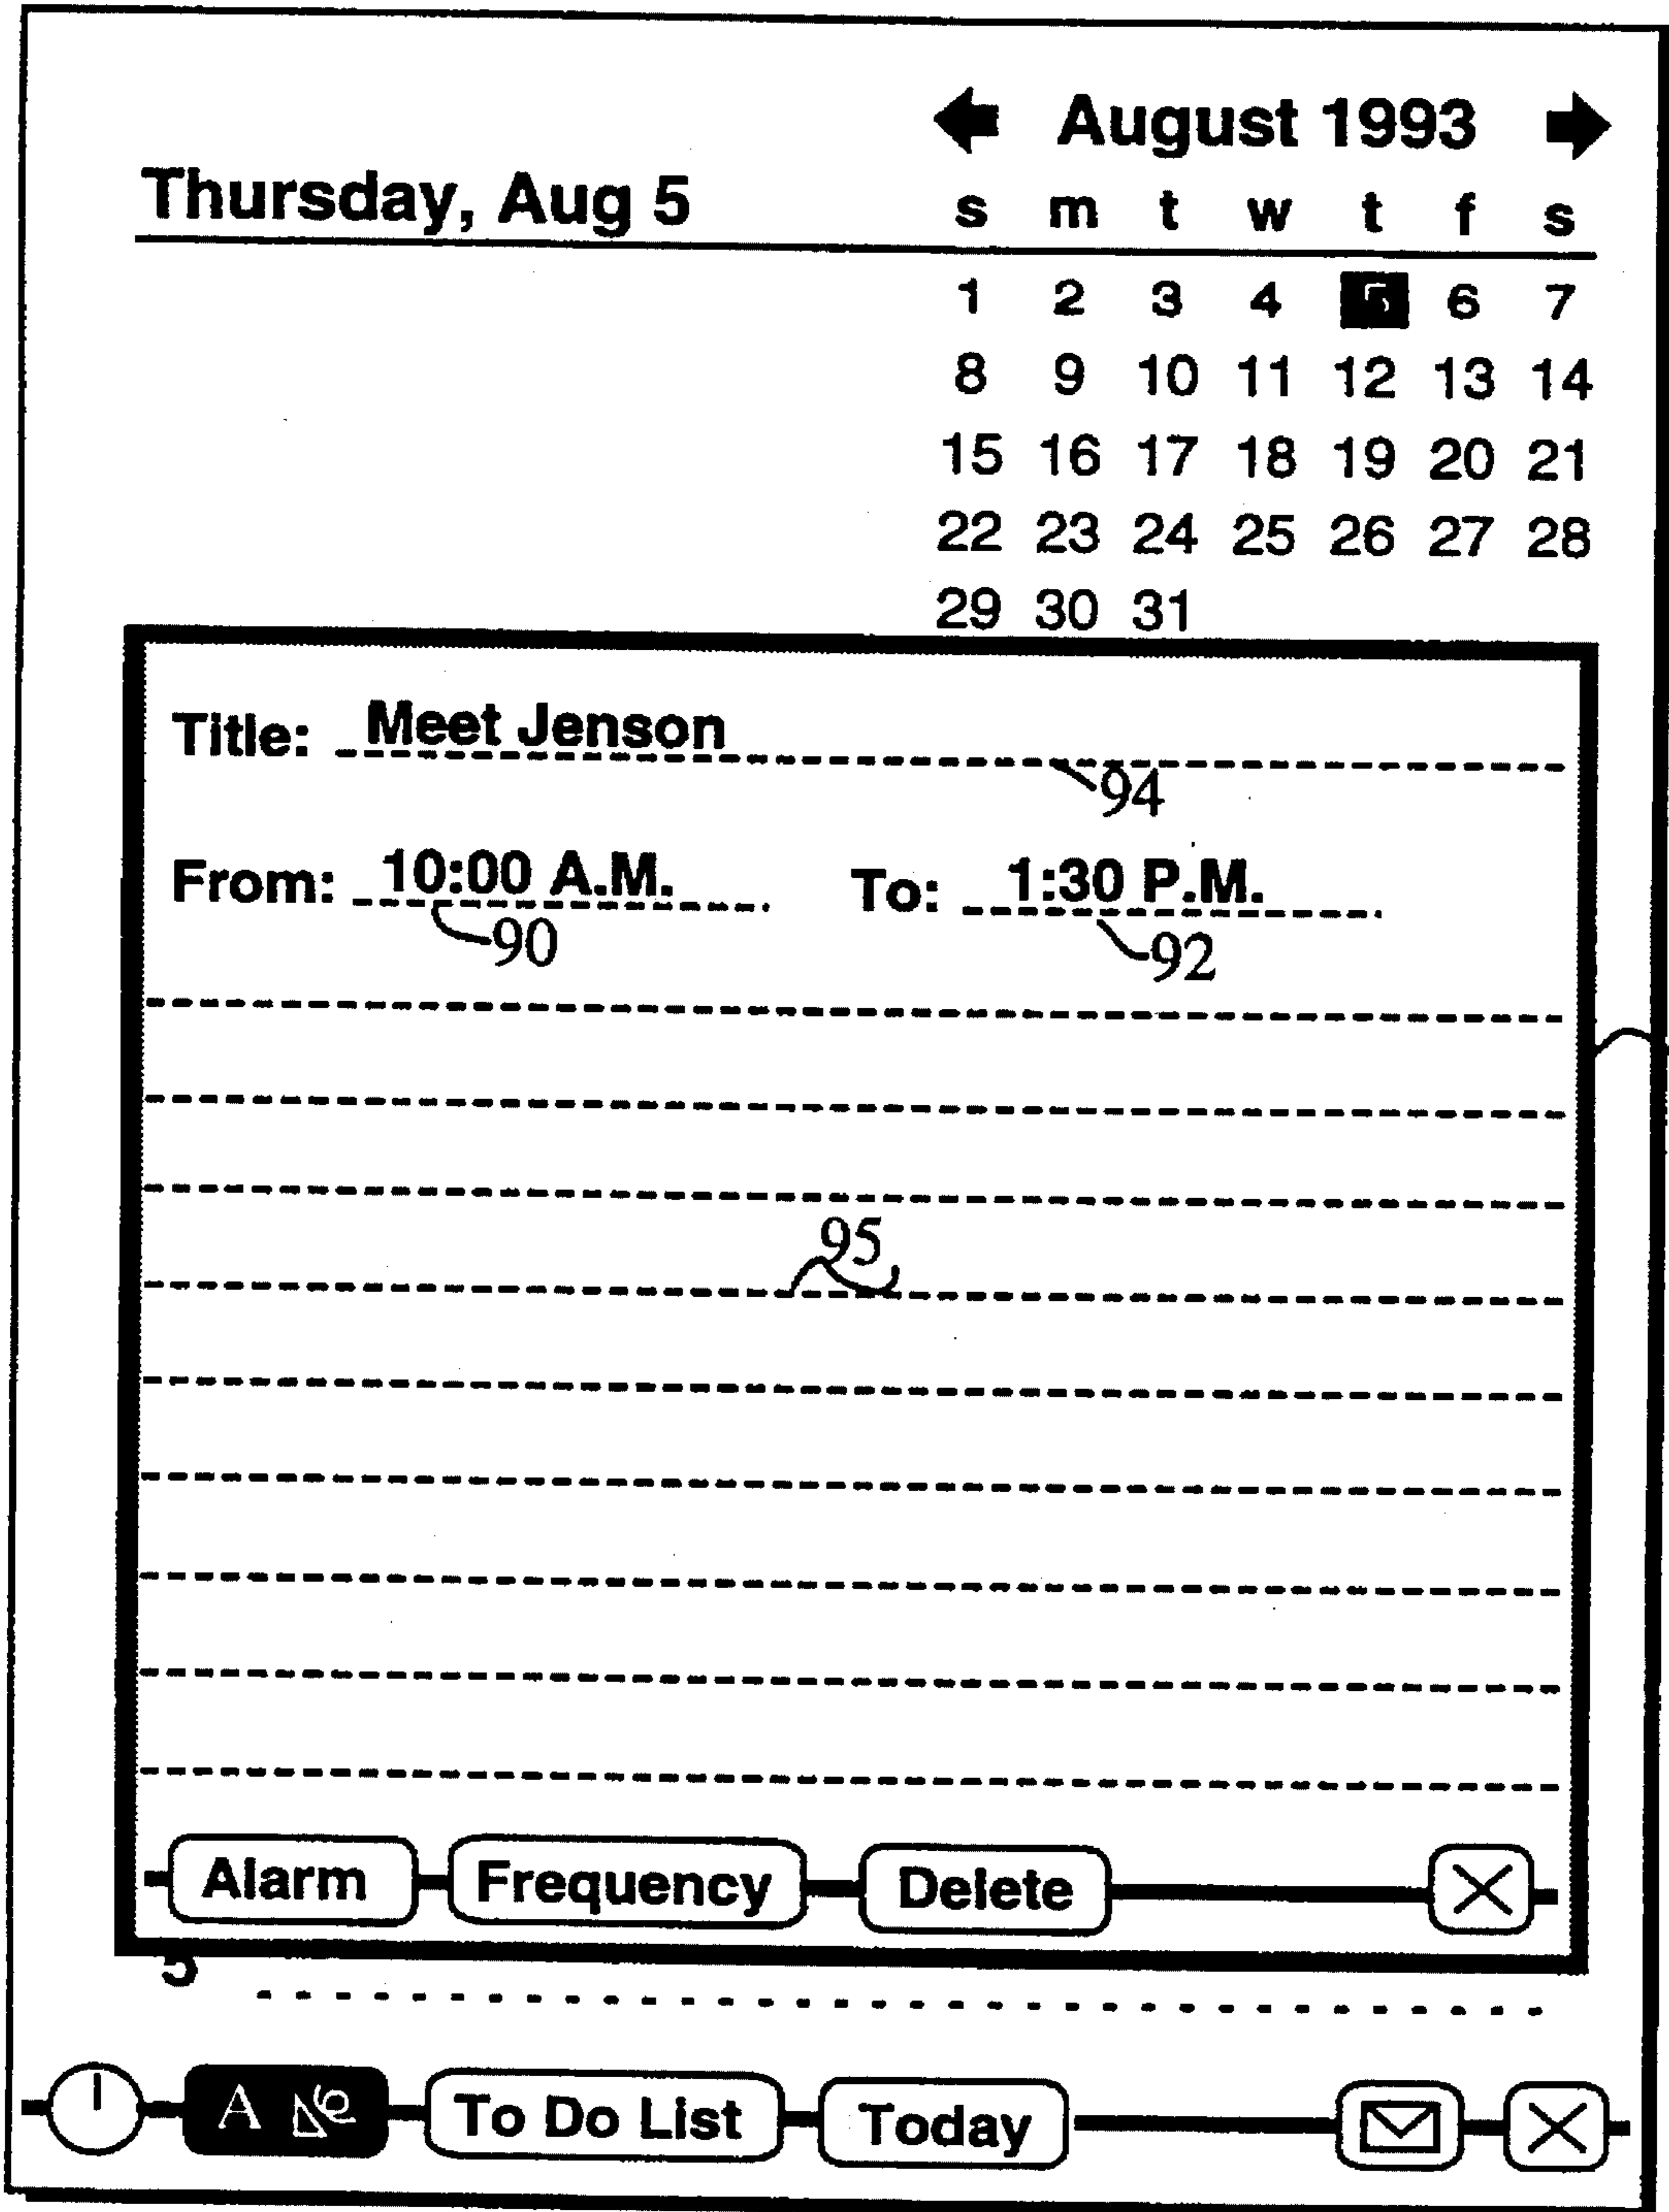 August 1993
Thursday, Aug 5
s m t w t f s
1 2 3 4 5 6 7
8 9 10 11 12 13 14
15 16 17 18 19 20 21
22 23 24 25 26 27 28
29 30 31
Title: Meet Jenson
94
From: 10:00 A.M. To: 1:30 P.M.
90 92
95
Alarm Frequency Delete
5
A To Do List Today